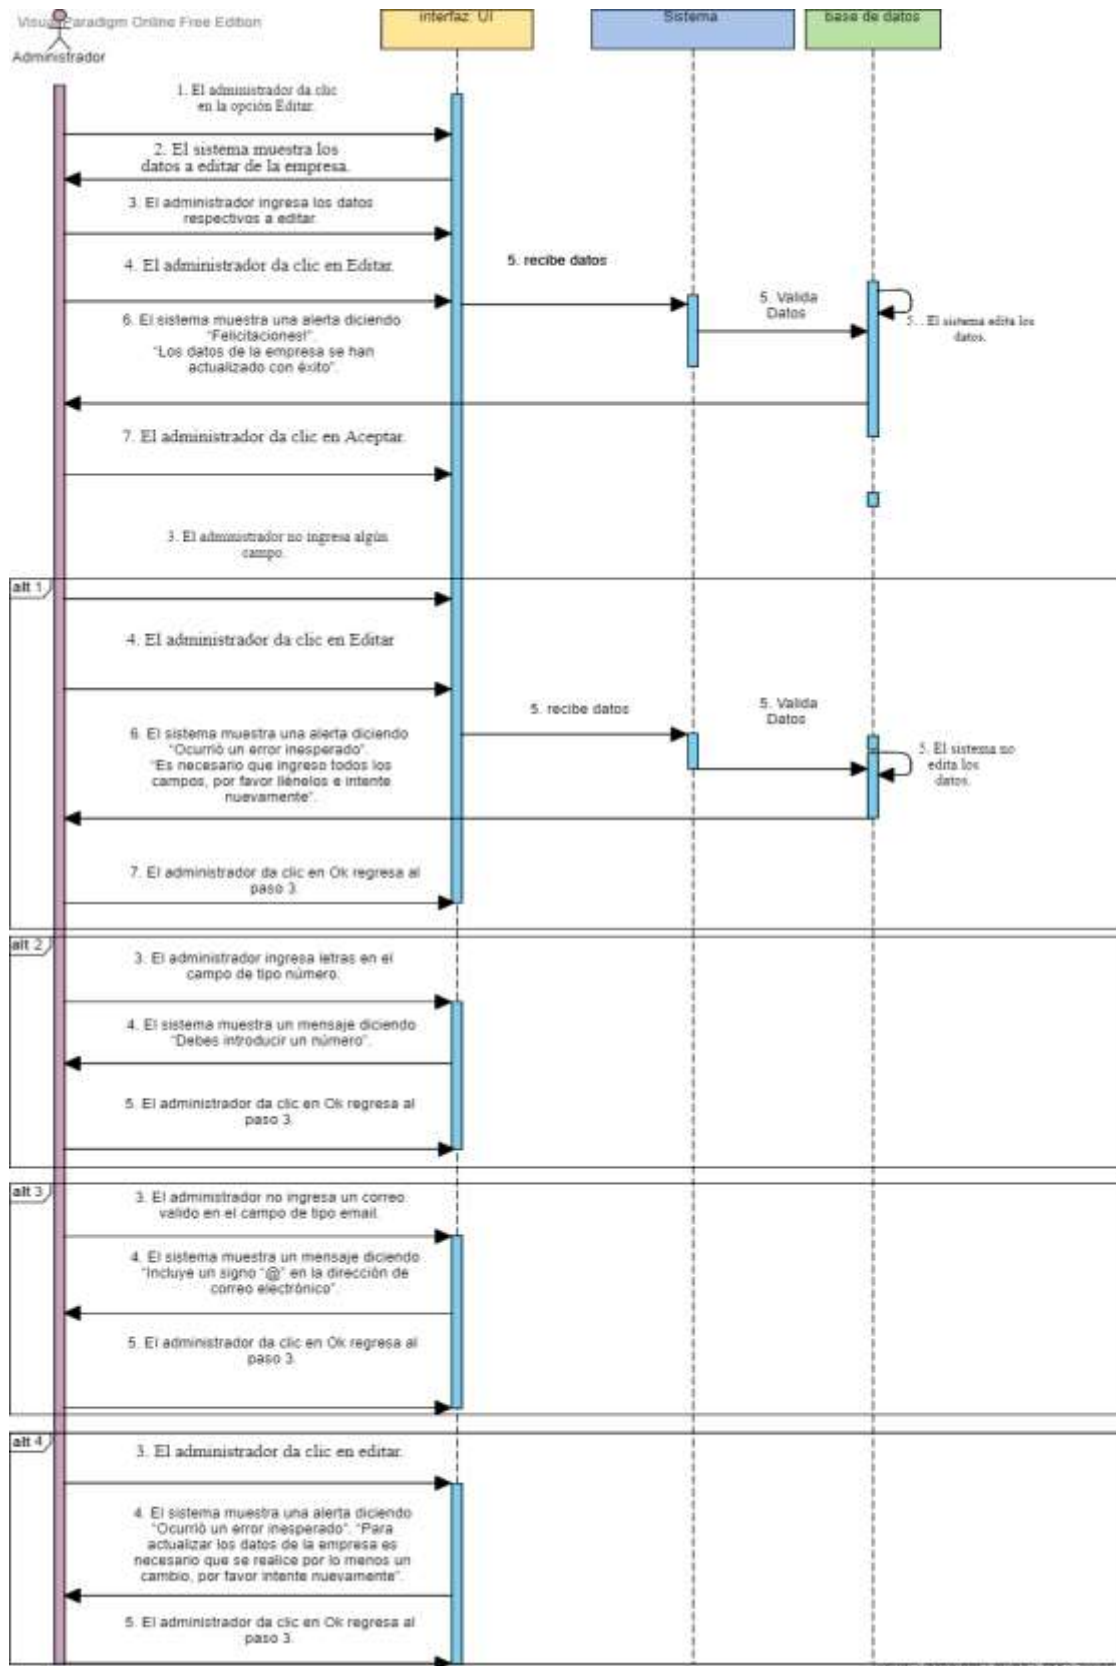 Visual Paradigm Online Free Edition
Administrador
interfaz: UI
Sistema
base de datos
1. El administrador da clic
en la opción Editar.
2. El sistema muestra los
datos a editar de la empresa.
3. El administrador ingresa los datos
respectivos a editar
4. El administrador da clic en Editar
5. recibe datos
5. Valida
Datos
5. . El sistema edita los
datos.
6. El sistema muestra una alerta diciendo
"Felicitaciones!".
"Los datos de la empresa se han
actualizado con éxito".
7. El administrador da clic en Aceptar.
3. El administrador no ingresa algún
campo.
alt 1
4. El administrador da clic en Editar
5. recibe datos
5. Valida
Datos
5. El sistema no
edita los
datos.
6. El sistema muestra una alerta diciendo
"Ocurrió un error inesperado".
"Es necesario que ingreso todos los
campos, por favor llénelos e intente
nuevamente".
7. El administrador da clic en Ok regresa al
paso 3.
alt 2
3. El administrador ingresa letras en el
campo de tipo número.
4. El sistema muestra un mensaje diciendo
"Debes introducir un número".
5. El administrador da clic en Ok regresa al
paso 3.
alt 3
3. El administrador no ingresa un correo
valido en el campo de tipo email.
4. El sistema muestra un mensaje diciendo
"Incluye un signo "@" en la dirección de
correo electrónico".
5. El administrador da clic en Ok regresa al
paso 3.
alt 4
3. El administrador da clic en editar.
4. El sistema muestra una alerta diciendo
"Ocurrió un error inesperado". "Para
actualizar los datos de la empresa es
necesario que se realice por lo menos un
cambio, por favor intente nuevamente".
5. El administrador da clic en Ok regresa al
paso 3.